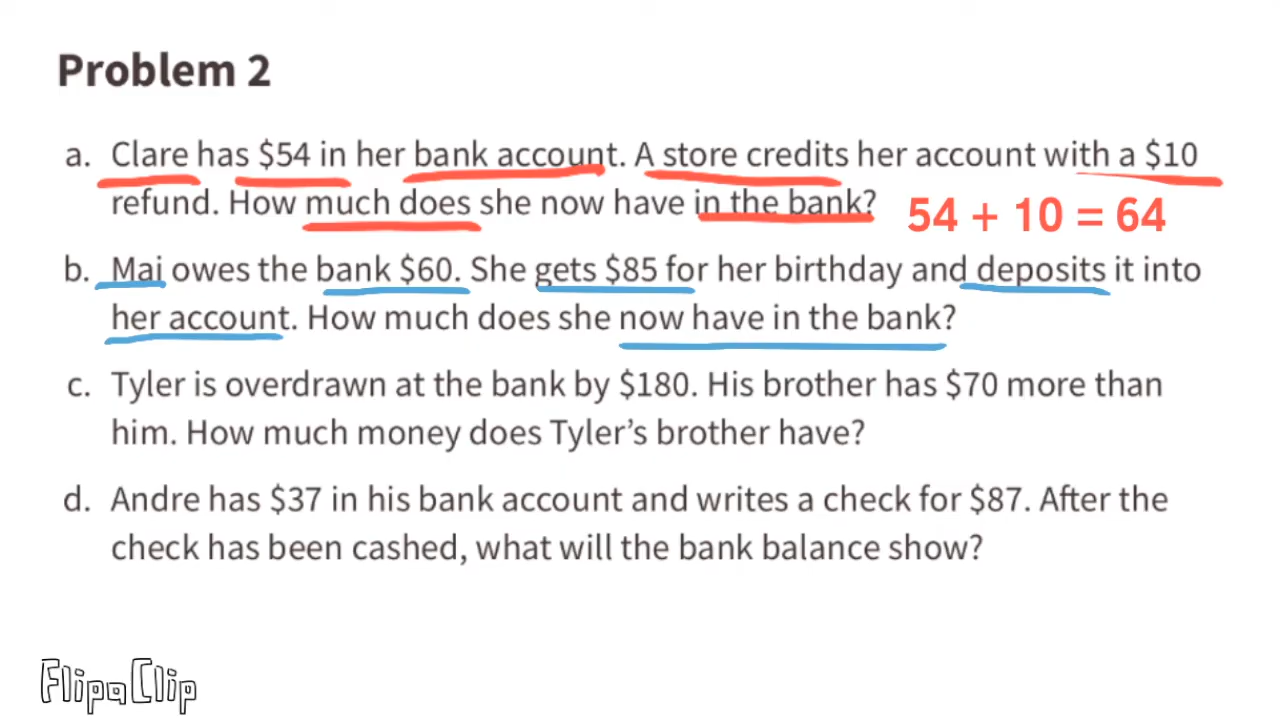 Problem 2
a. Clare has $54 in her bank account. A store credits her account with a $10
refund. How much does she now have in the bank? 54 + 10 = 64
b. Mai owes the bank $60. She gets $85 for her birthday and deposits it into
her account. How much does she now have in the bank?
c. Tyler is overdrawn at the bank by $180. His brother has $70 more than
him. How much money does Tyler’s brother have?
d. Andre has $37 in his bank account and writes a check for $87. After the
check has been cashed, what will the bank balance show?
FlipaClip